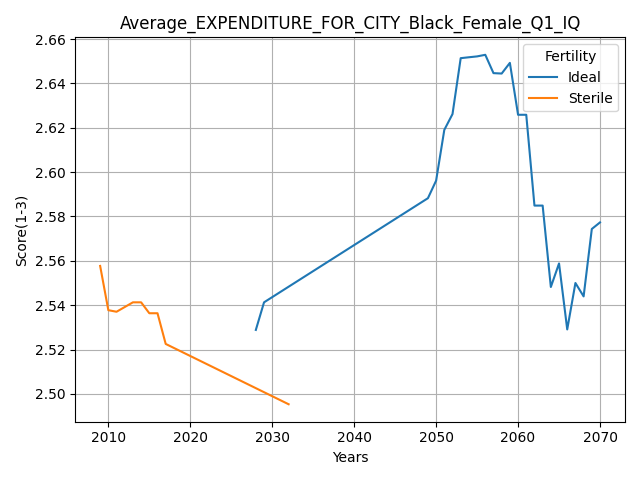 Average_EXPENDITURE_FOR_CITY_Black_Female_Q1_IQ
Score(1-3)
2.66
2.64
2.62
2.60
2.58
2.56
2.54
2.52
2.50
Fertility
Ideal
Sterile
2010 2020 2030 2040 2050 2060 2070
Years